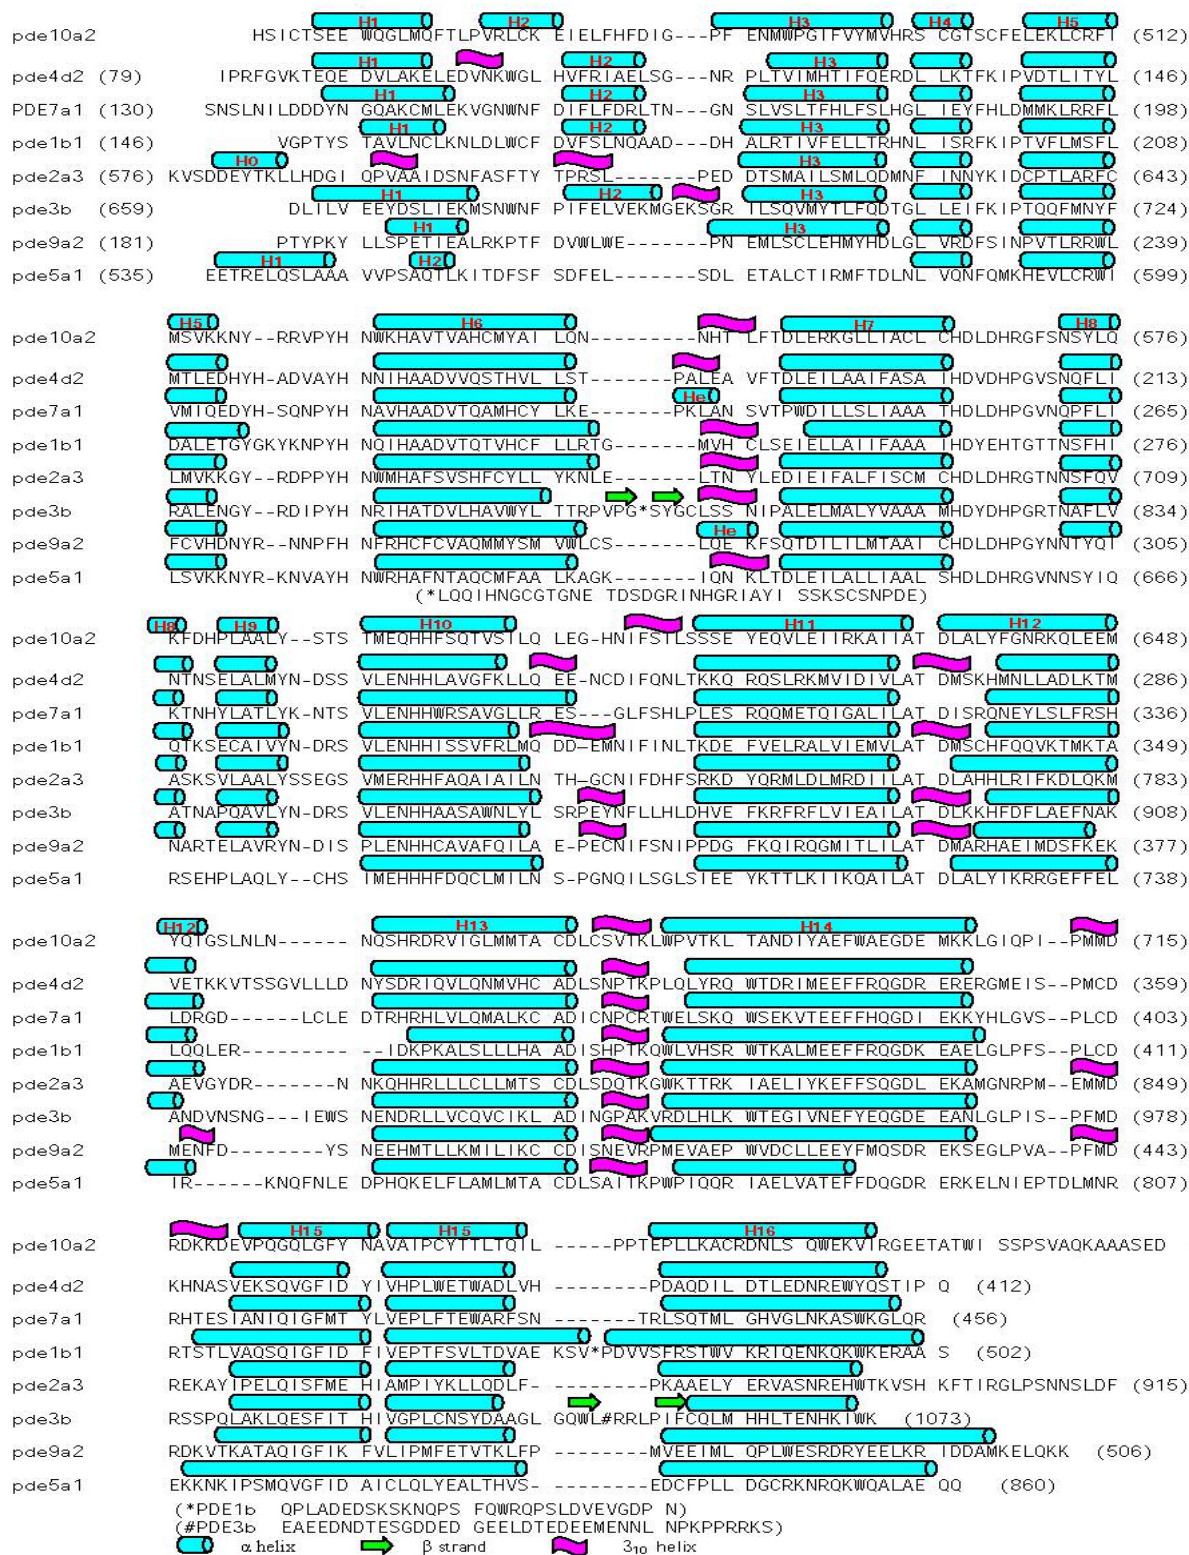 H1 H2 H3 H4 H5
pde10a2 HSICTSEE WQGLMQFTLPVRLCK EIELFHFDIG---PF ENMWPGIFVYMVHRS CGTSCFELEKLCRFI (512)
H1 H2 H3
pde4d2 (79) IPRFGVKTEQE DVLAKELEDVNKWGL HVFRIAELSG---NR PLTVIMHTIFQERDL LKTFKIPVDTLITYL (146)
H1 H2 H3
PDE7a1 (130) SNSLNILDDDYN GQAKCMLEKVGNWNF DIFLFDRLTN---GN SLVSLTFHLFSLHGL IEYFHLDMMKLRRFL (198)
H1 H2 H3
pde1b1 (146) VGPTYS TAVLNCLKNLDLWCF DVFSLNQAAD---DH ALRTIVFELLTRHNL ISRFKIPTVFLMSFL (208)
H0 H3
pde2a3 (576) KVSDDEYTKLLHDGIQ PVAAIDSNFASFTY TPRSL-----PED DTSMAILSMLQDMNF INNYKIDCPTLARFC (643)
H1 H2 H3
pde3b (659) DLILV EEYDSLIEKMSNWNF PIFELVEKMGEKSGR ILSQVMYTLFQDTGL LEIFKIPTQQFMNYF (724)
H1 H3
pde9a2 (181) PTYPKY LLSPETIEALRKPTF DVWLWE-------PN EMLSCLEHMYHDLGL VRDFSINPVTLRRWL (239)
H1 H2
pde5a1 (535) EETRELQSLAAA VVPSAQTLKITDFSF SDFEL-------SDL ETALCTIRMFTDLNL VQNFQMKHEVLCRWI (599)
H5 H6 H7 H8
pde10a2 MSVKKNY--RRVPYH NWKHAVTVAHCMYAI LQN--------NHT LFTDLERKGLLIACL CHDLDHRGFSNSYLQ (576)
pde4d2 MTLEDHYH-ADVAYH NNIHAADVVQSTHVL LST-------PALEA VFTDLEILAAIFASA IHDVDHPGVSNQFLI (213)
He
pde7a1 VMIQEDYH-SQNPYH NAVHAADVTQAMHCY LKE-------PKLAN SVTPWDILLSLIAAA THDLDHPGVNQPFLI (265)
pde1b1 DALETGYGKYKNPYH NQIHAADVTQTVHCF LLRTG-------MVHC LSEIELLAIIFAAA IHDYEHTGTTNSFHI (276)
pde2a3 LMVKKGY--RDPPYH NWMHAFSVSHFCYLL YKNLE-------LTN YLEDIEIFALFISCM CHDLDHRGTNNSFQV (709)
pde3b RALENGY--RDIPYH NRIHATDVLHAVWYL TTRPVPG*SYGCLSS NIPALELMALYVAAA MHDYDHPGRTNAFLV (834)
He
pde9a2 FCVHDNYR--NNPFH NFRHCFCVAQMMYSM VWLCS-------LQE KFSQTDILILMTAAI CHDLDHPGYNNTYQI (305)
pde5a1 LSVKKNYR-KNVAYH NWRHAFNTAQCMFAA LKAGK-------IQN KLTDLEILALLIAAL SHDLDHRGVNNSYIQ (666)
(*LQQIHNGCGTGNE TDSDGRINHGRIAYI SSKSCSNPDE)
H8 H9 H10 H11 H12
pde10a2 KFDHPLAALY--STS TMEQHHFSQTVSILQ LEG-HNIFSTLSSSE YEQVLEIIRKAIIAT DLALYFGNRKQLEEM (648)
pde4d2 NTNSELALMYN-DSS VLENHHLAVGFKLLQ EE-NCDIFQNLTKKQ RQSLRKMVIDIVLAT DMSKHMNLLADLKTM (286)
pde7a1 KTNHYLATLYK-NTS VLENHHWRSAVGLLR ES---GLFSHLPLES RQQMETQIGALILAT DISRQNEYLSLFRSH (336)
pde1b1 QTKSECAIVYN-DRS VLENHHISSVFRLMQ DD-EMNIFINLTKDE FVELRALVIEMVLAT DMSCHFQQVKTMKTA (349)
pde2a3 ASKSVLAALYSSEGS VMERHHFAQAIAILN TH-GCNIFDHFSRKD YQRMLDLMRDIILAT DLAHHLRIFKDLQKM (783)
pde3b ATNAPQAVLYN-DRS VLENHHAASAWNLYL SRPEYNFLLHLDHVE FKRFRFLVIEAILAT DLKKHFDFLAEFNAK (908)
pde9a2 NARTELAVRYN-DIS PLENHHCAVAFQILA E-PECNIFSNIPPDG FKQIRQGMITLILAT DMARHAEIMDSFKEK (377)
pde5a1 RSEHPLAQLY--CHS IMEHHHFDQCLMILN S-PGNQILSGLSIEE YKTTLKIIKQAILAT DLALYIKRRGEFFEL (738)
H12 H13 H14
pde10a2 YQTGSLNLN------ NQSHRDRVIGLMMTA CDLCSVTKLWPVTKL TANDIYAEFWAEGDE MKKLGIQPI--PMMD (715)
pde4d2 VETKKVTSSGVLLLD NYSDRIQVLQNMVHC ADLSNPTKPLQLYRQ WTDRIMEEFFRQGDR ERERGMEIS--PMCD (359)
pde7a1 LDRGD------LCLED TRHRHLVLQMALKC ADICNPCRTWELSKQ WSEKVTEEFFHQGDI EKKYHLGVS--PLCD (403)
pde1b1 LQQLER--------- IDKPKALSLLLHA ADISHPTKQWLVHSR WTKALMEEFFRQGDK EAELGLPFS--PLCD (411)
pde2a3 AEVGYDR-------N NKQHHRLLLCLLMTS CDLSDQTKGWKTTRK IAELIYKEFFSQGDL EKAMGNRPM--EMMD (849)
pde3b ANDVNSNG---IEWS NENDRLLVCQVCIKL ADINGPAKVRDLHLK WTEGIVNEFYEQGDE EANLGLPIS--PFMD (978)
pde9a2 MENFD--------YS NEEHMTLLKMILIKC CDISNEVRPMEVAEP WVDCLLEEYFMQSDR EKSEGLPVA--PFMD (443)
pde5a1 IR------KNQFNLE DPHQKELFLAMLMTA CDLSAITKPWPIQQR IAELVATEFFDQGDR ERKELNIEPTDLMNR (807)
H15 H15 H16
pde10a2 RDKKDEVPQGQLGFY NAVAIPCYTTLTQIL -----PPTEPLLKACRDNLS QWEKVIRGEETATWI SSPSVAQKAAASED
pde4d2 KHNASVEKSQVGFID YIVHPLWETWADLVH --------PDAQDIL DTLEDNREWYQSTIP Q (412)
pde7a1 RHTESIANIQIGFMT YLVEPLFTEWARFSN --------TRLSQTML GHVGLNKASWKGLQR (456)
pde1b1 RTSTLVAQSQIGFID FIVEPTFSVLTDVAE KSV*PDVVSFRSTWV KRIQENKQKWKERAA S (502)
pde2a3 REKAYIPELQISFME HIAMPIYKLLQDLF- --------PKAAELY ERVASNREHWTKVSH KFTIRGLPSNNSLDF (915)
pde3b RSSPQLAKLQESFIT HIVGPLCNSYDAAGL GQWL#RRLPIFCQLM HHLTENHKIWK (1073)
pde9a2 RDKVTKATAQIGFIK FVLIPMFETVTKLFP --------MVEEIML QPLWESRDRYEELKR IDDAMKELQKK (506)
pde5a1 EKKNKIPSMQVGFID AICLQLYEALTHVS- --------EDCFPLL DGCRKNRQKWQALAE QQ (860)
(*PDE1b QPLADEDSKSKNQPS FQWRQPSLDVEVGDP N)
(#PDE3b EAEEDNDTESGDDED GEELDTEDEEMENNL NPKPPRRKS)
α helix β strand 3₁₀ helix